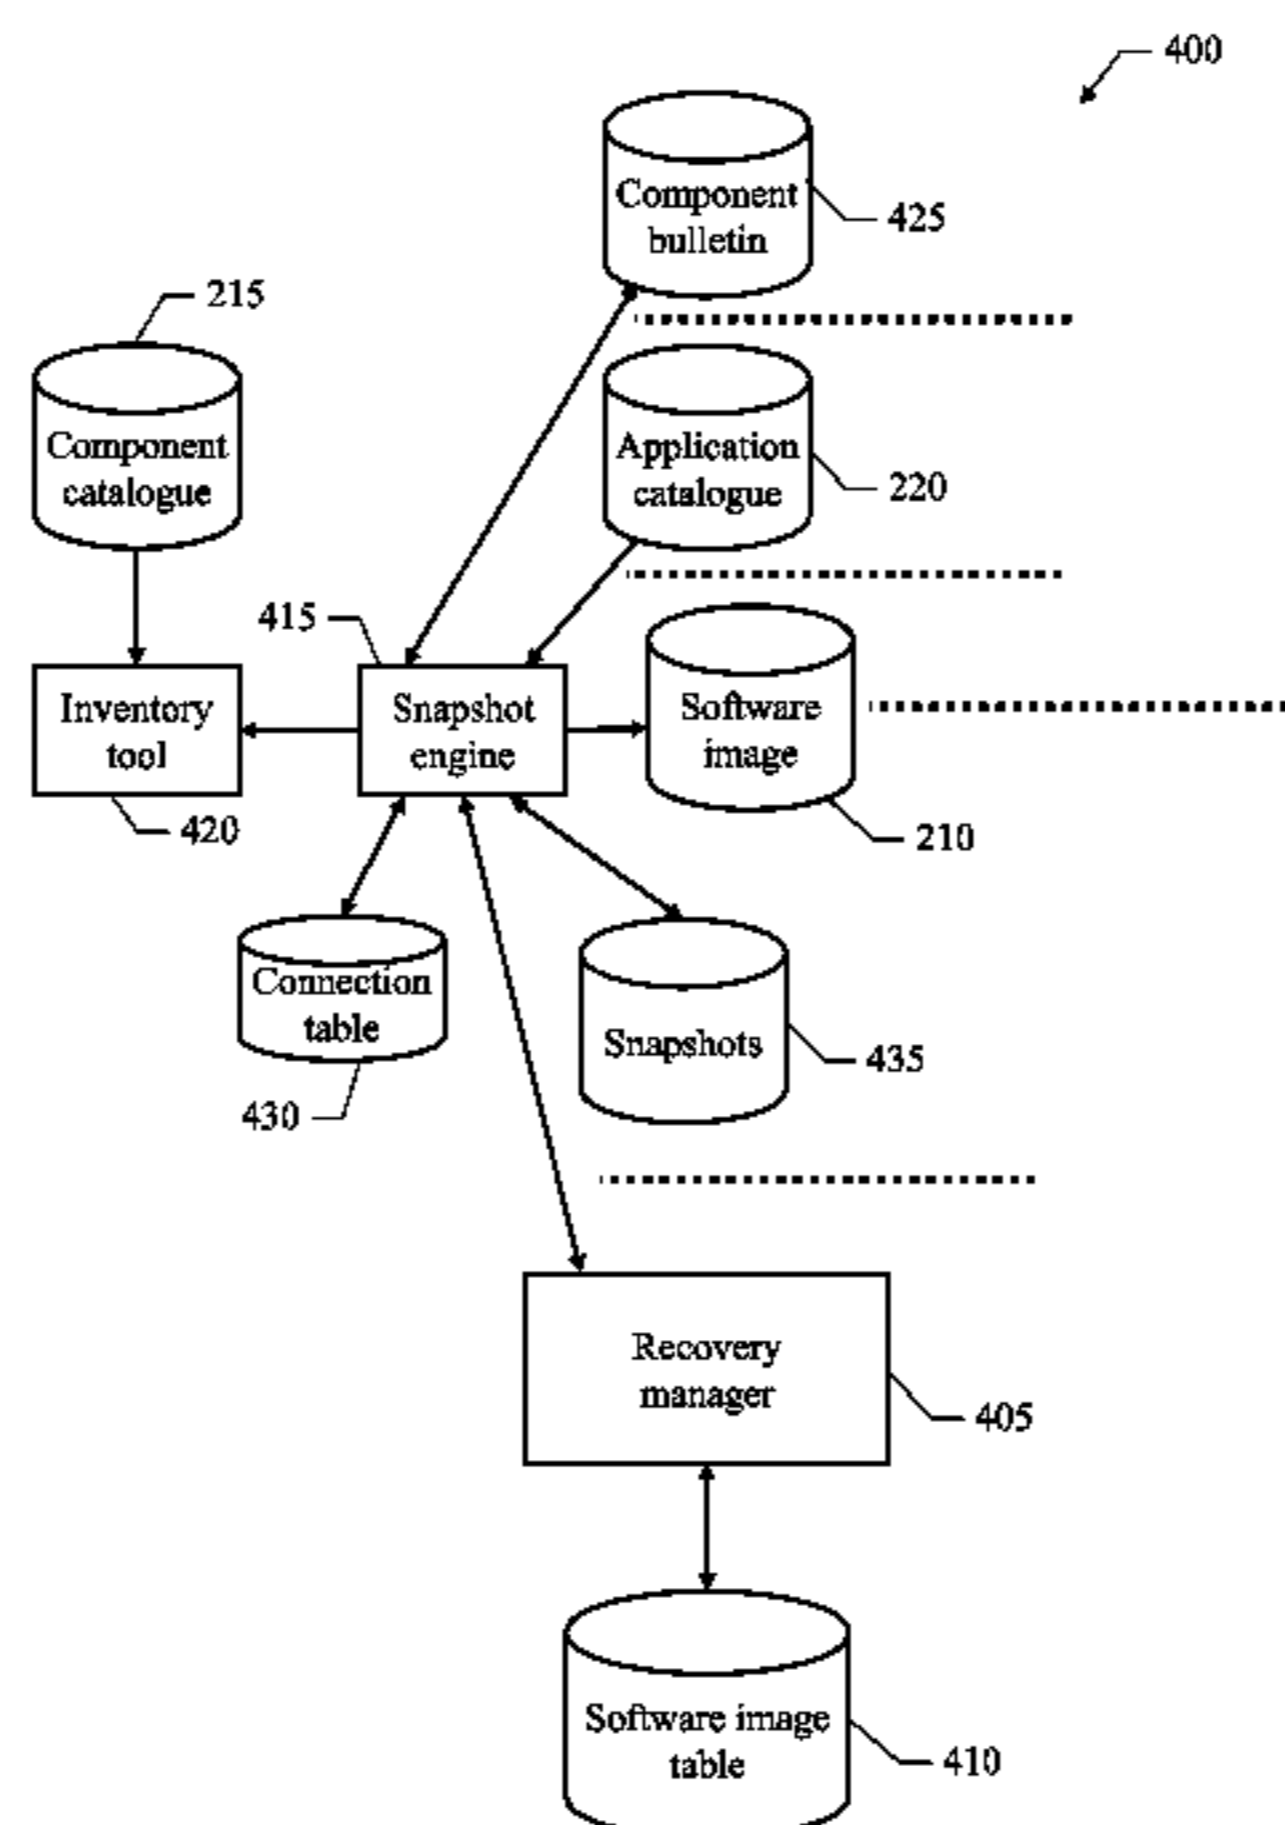 400
Component
bulletin
425
215
Component
catalogue
Application
catalogue
220
415
Inventory
tool
Snapshot
engine
Software
image
420
210
Connection
table
Snapshots
435
430
Recovery
manager
405
Software image
table
410